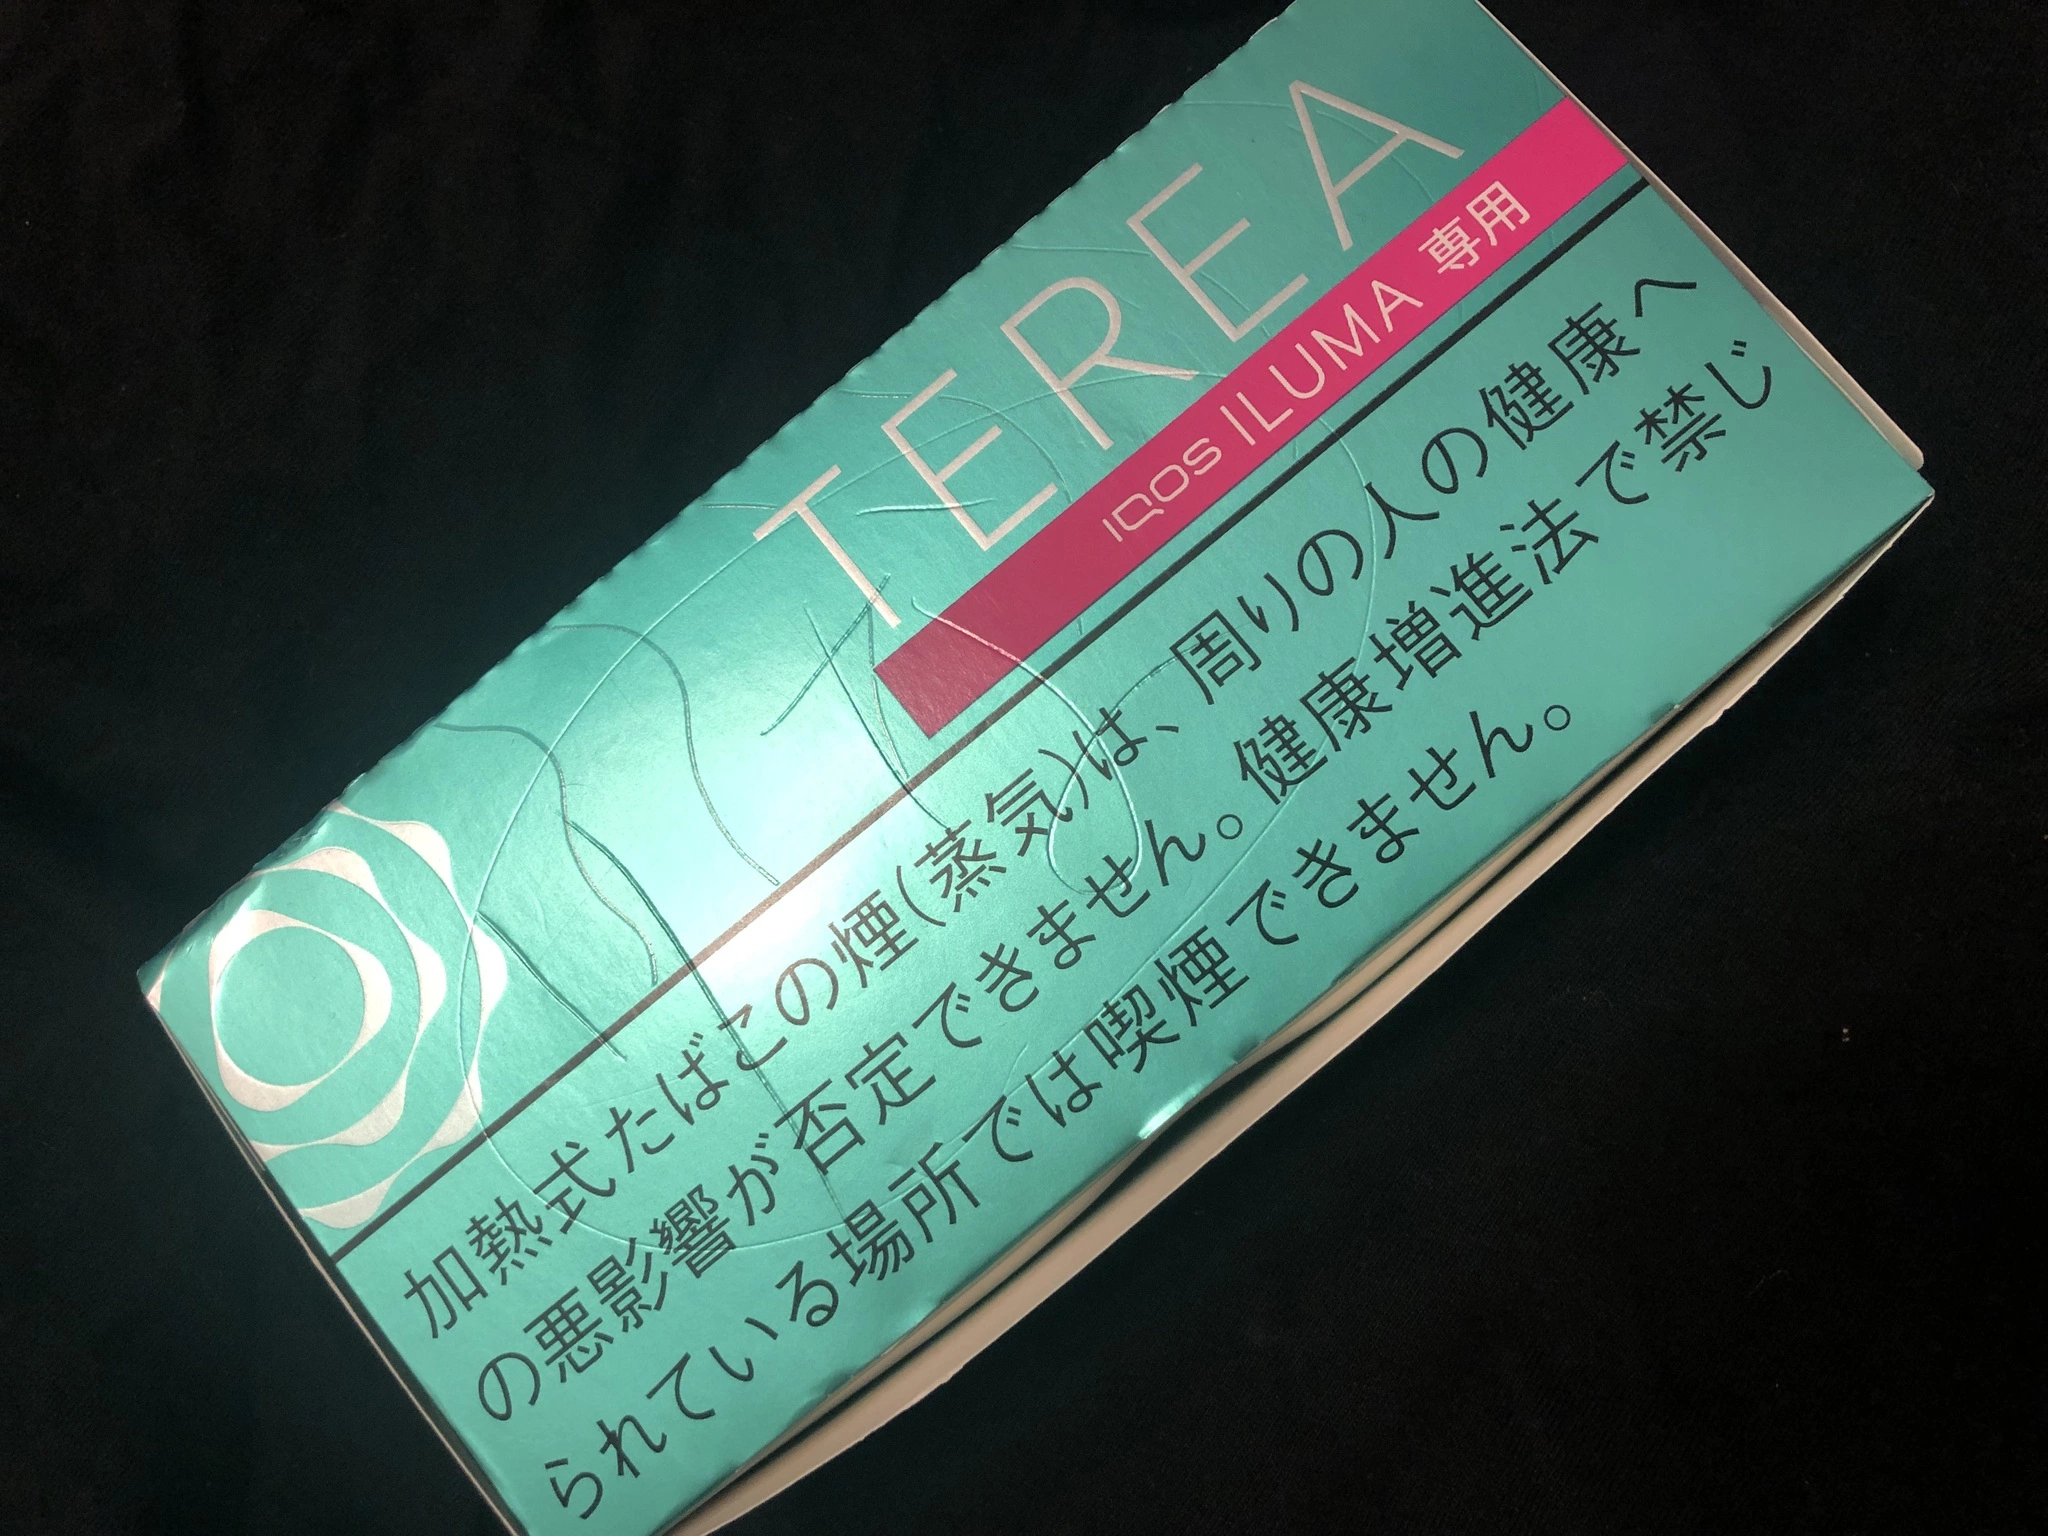 TEREA
IQOS ILUMA 専用
加熱式たばこの煙(蒸気)は、周りの人の健康へ
の悪影響が否定できません。健康増進法で禁じ
られている場所では喫煙できません。